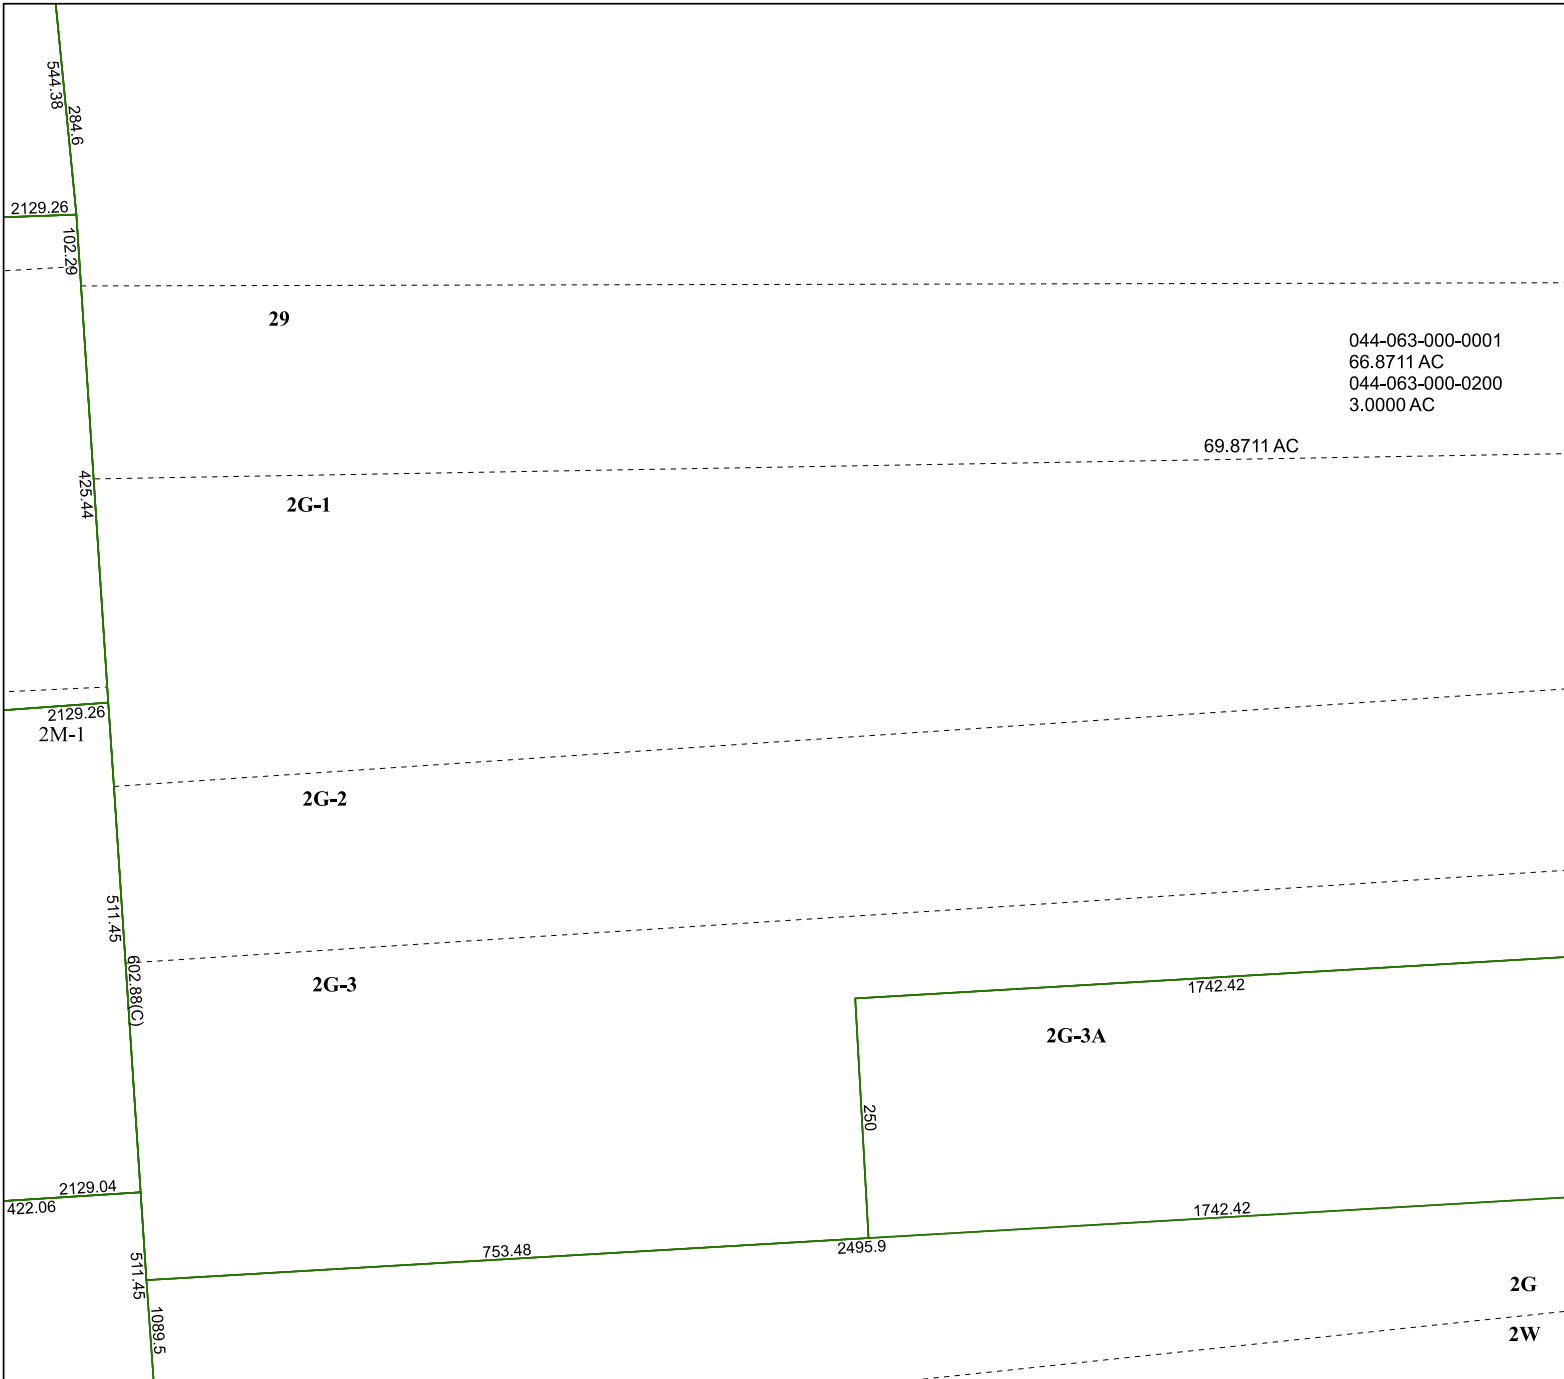 544.38
284.6
2129.26
102.29
29
044-063-000-0001
66.8711 AC
044-063-000-0200
3.0000 AC
69.8711 AC
425.44
2G-1
2129.26
2M-1
2G-2
511.45
602.88(C)
2G-3
1742.42
2G-3A
250
2129.04
422.06
1742.42
753.48
2495.9
511.45
1089.5
2G
2W